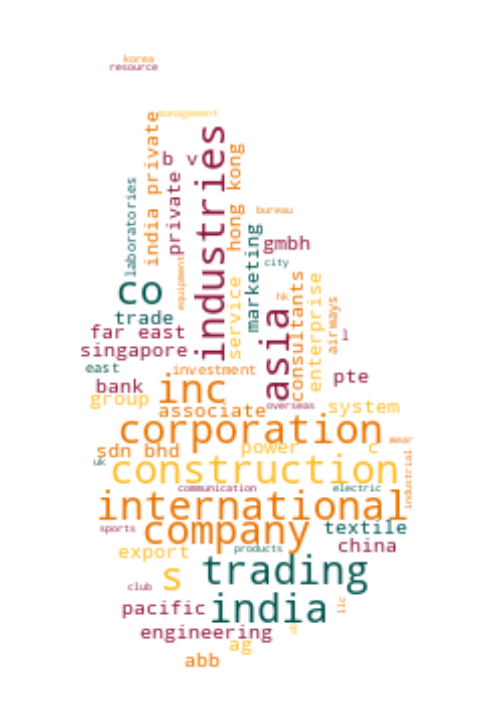 korea
resource
management
india private
b v
industries
hong kong
private
laboratories
bureau
marketing
gmbh
equipment
city
service
consultants
enterprise
co
hk
airways
trade
asia
far east
l
singapore
east
investment
pte
bank
inc
group
associate
overseas
system
corporation
wear
sdn bhd
power
c
uk
construction
industrial
communication
electric
international
sports
company
textile
export
products
china
trading
club
s
pacific
india
llc
engineering
ag
abb